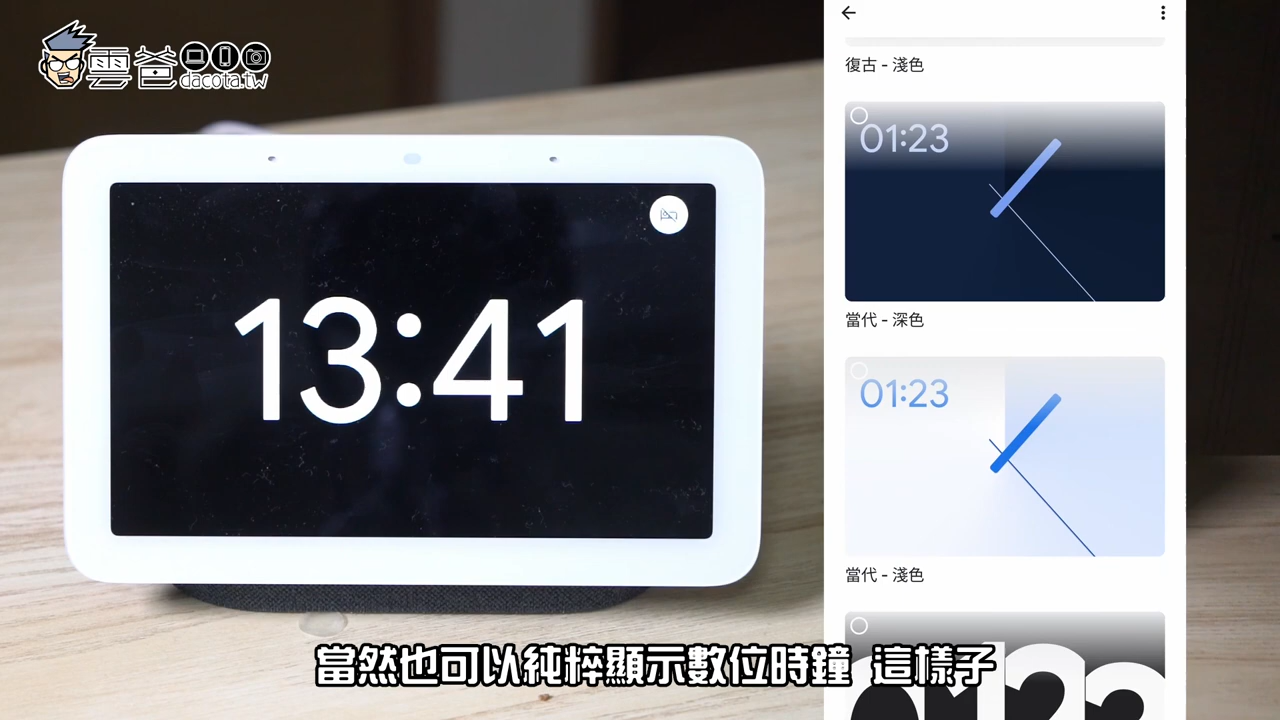 雲爸
dacota.tw
13:41
復古 - 淺色
01:23
當代 - 深色
01:23
當代 - 淺色
0123
當然也可以純粹顯示數位時鐘 這樣子